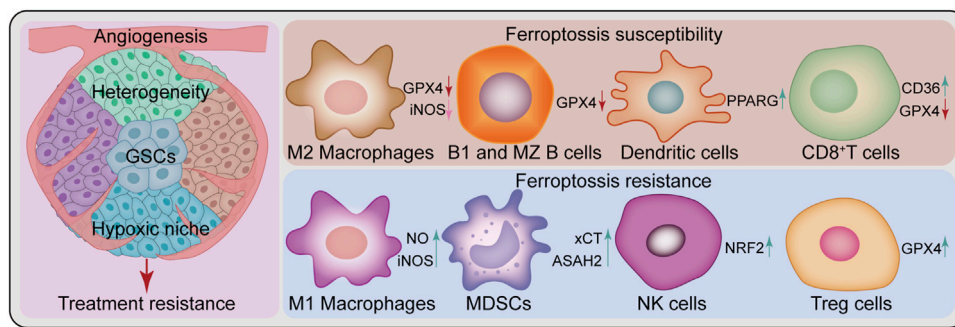 Angiogenesis
Heterogeneity
GSCs
Hypoxic niche
Treatment resistance
Ferroptossis susceptibility
GPX4
iNOS
M2 Macrophages
GPX4
B1 and MZ B cells
PPARG
Dendritic cells
CD36
GPX4
CD8⁺T cells
Ferroptossis resistance
NO
iNOS
M1 Macrophages
xCT
ASAH2
MDSCs
NRF2
NK cells
GPX4
Treg cells